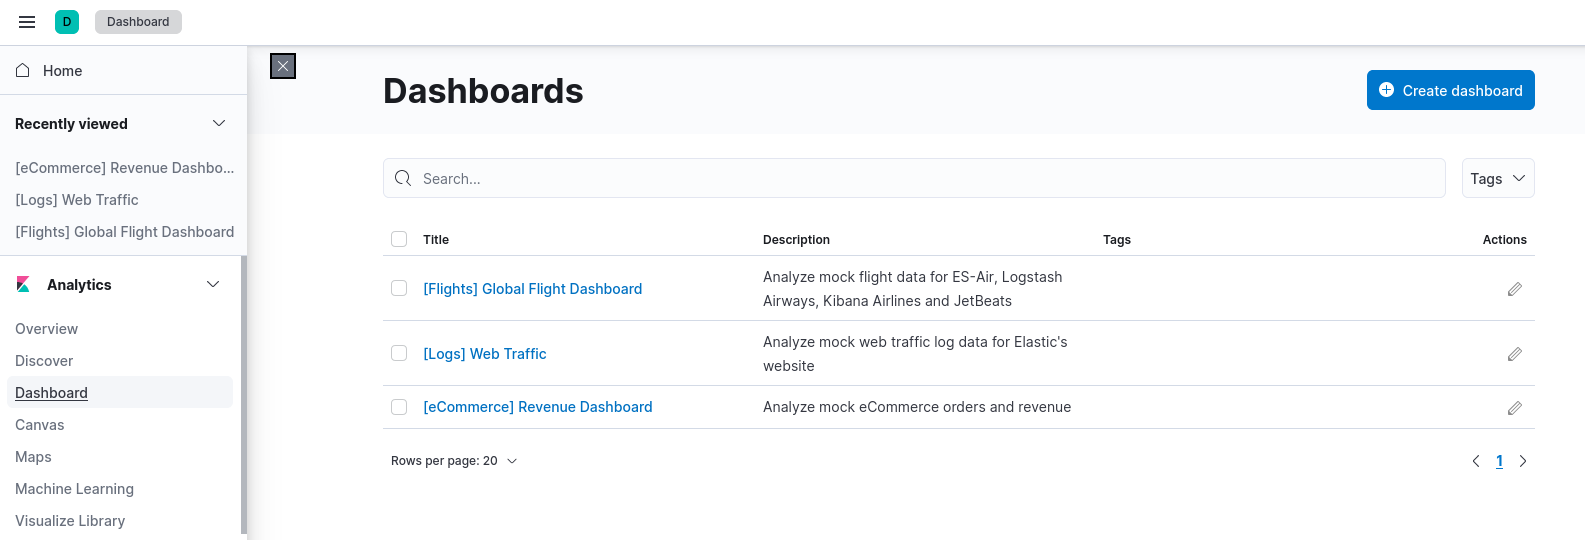 D Dashboard
Home
Recently viewed
[eCommerce] Revenue Dashbo...
[Logs] Web Traffic
[Flights] Global Flight Dashboard
Analytics
Overview
Discover
Dashboard
Canvas
Maps
Machine Learning
Visualize Library
Dashboards
Create dashboard
Search...
Tags
Title Description Tags Actions
[Flights] Global Flight Dashboard
Analyze mock flight data for ES-Air, Logstash
Airways, Kibana Airlines and JetBeats
[Logs] Web Traffic
Analyze mock web traffic log data for Elastic's
website
[eCommerce] Revenue Dashboard
Analyze mock eCommerce orders and revenue
Rows per page: 20
1